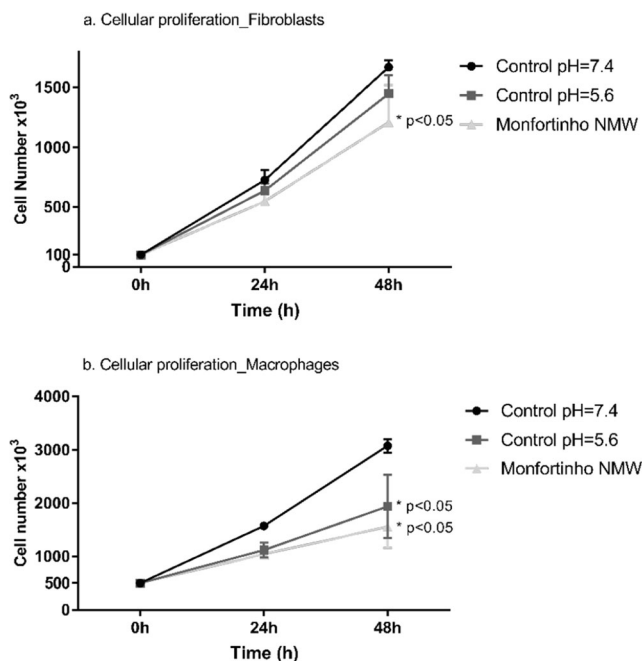 a. Cellular proliferation_Fibroblasts
Cell Number x10³
1500
1000
500
100
0
0h 24h 48h
Time (h)
* p<0.05
Control pH=7.4
Control pH=5.6
Monfortinho NMW
b. Cellular proliferation_Macrophages
Cell number x10³
4000
3000
2000
1000
500
0
0h 24h 48h
Time (h)
* p<0.05
* p<0.05
Control pH=7.4
Control pH=5.6
Monfortinho NMW